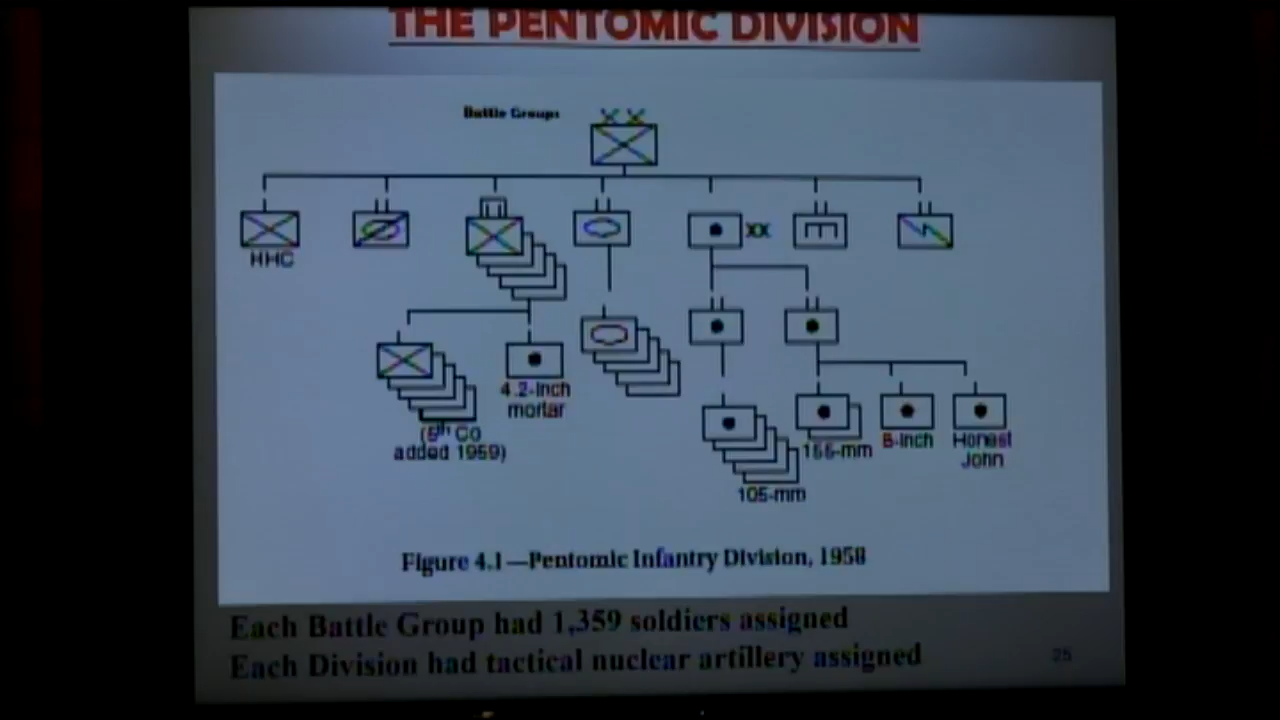 THE PENTOMIC DIVISION
Battle Groups
XX
HHC
XX
4.2-inch
mortar
(5th Co
added 1959)
155-mm
8-inch
Honest
John
105-mm
Figure 4.1—Pentomic Infantry Division, 1958
Each Battle Group had 1,359 soldiers assigned
Each Division had tactical nuclear artillery assigned
25